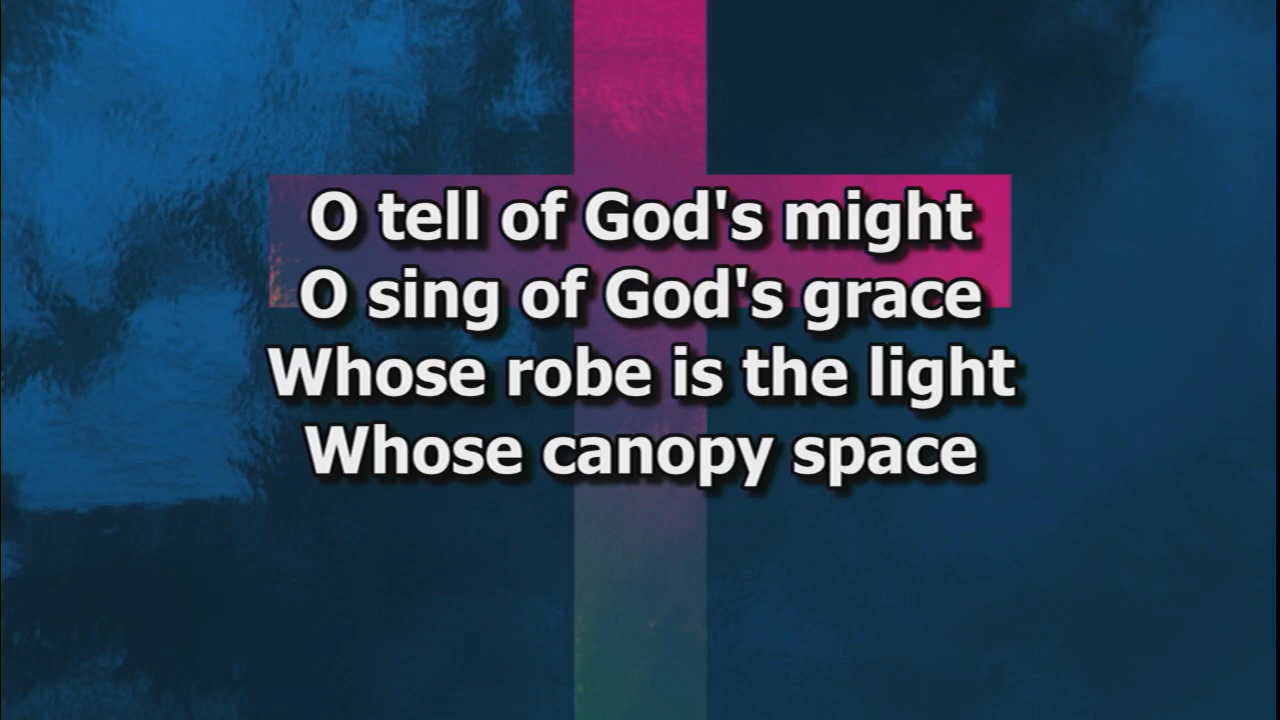 O tell of God's might
O sing of God's grace
Whose robe is the light
Whose canopy space